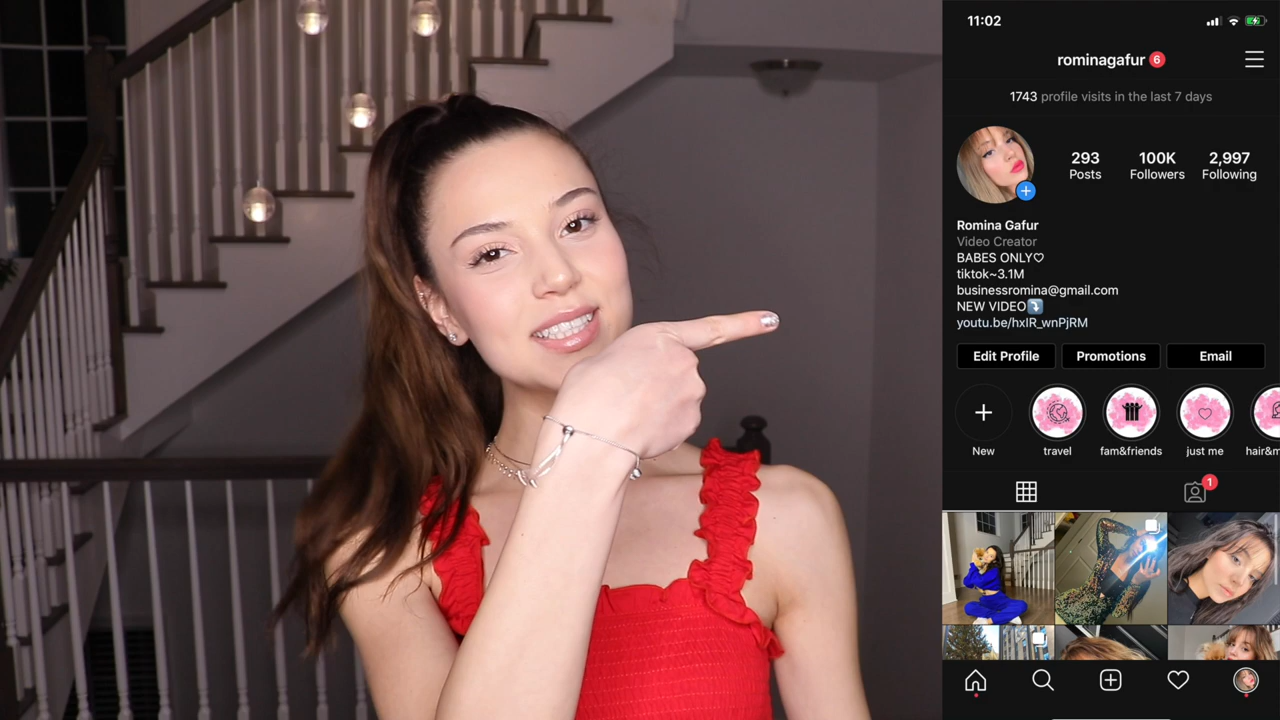 11:02
rominagafur 6
1743 profile visits in the last 7 days
293 100K 2,997
Posts Followers Following
Romina Gafur
Video Creator
BABES ONLY♡
tiktok~3.1M
businessromina@gmail.com
NEW VIDEO⤵️
youtu.be/hxlR_wnPjRM
Edit Profile Promotions Email
New travel fam&friends just me hair&m
1